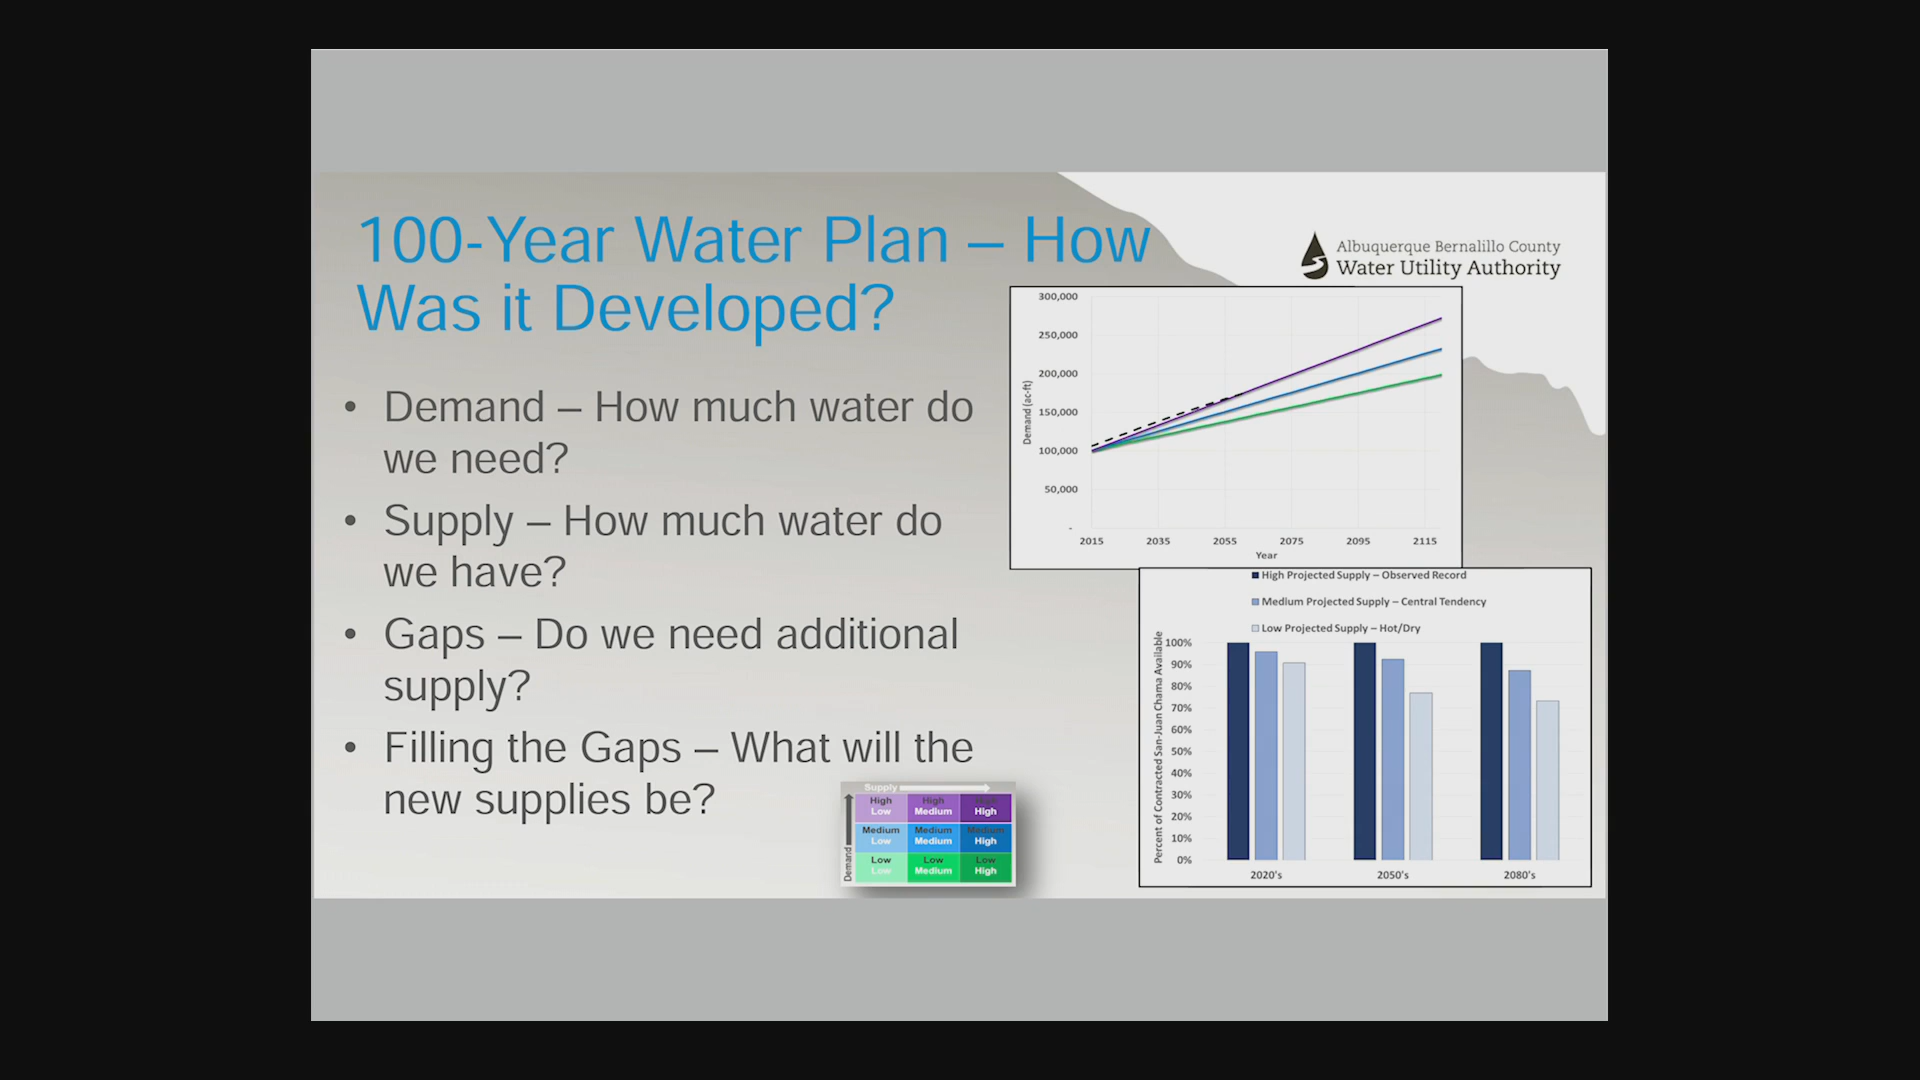 100-Year Water Plan – How
Was it Developed?
Albuquerque Bernalillo County
Water Utility Authority
• Demand – How much water do
we need?
• Supply – How much water do
we have?
• Gaps – Do we need additional
supply?
• Filling the Gaps – What will the
new supplies be?
300,000
250,000
200,000
150,000
100,000
50,000
-
Demand (ac-ft)
2015 2035 2055 2075 2095 2115
Year
High Projected Supply – Observed Record
Medium Projected Supply – Central Tendency
Low Projected Supply – Hot/Dry
Percent of Contracted San-Juan Chama Available
100%
90%
80%
70%
60%
50%
40%
30%
20%
10%
0%
2020's 2050's 2080's
Supply
Demand
High High High
Low Medium High
Medium Medium Medium
Low Medium High
Low Low Low
Low Medium High